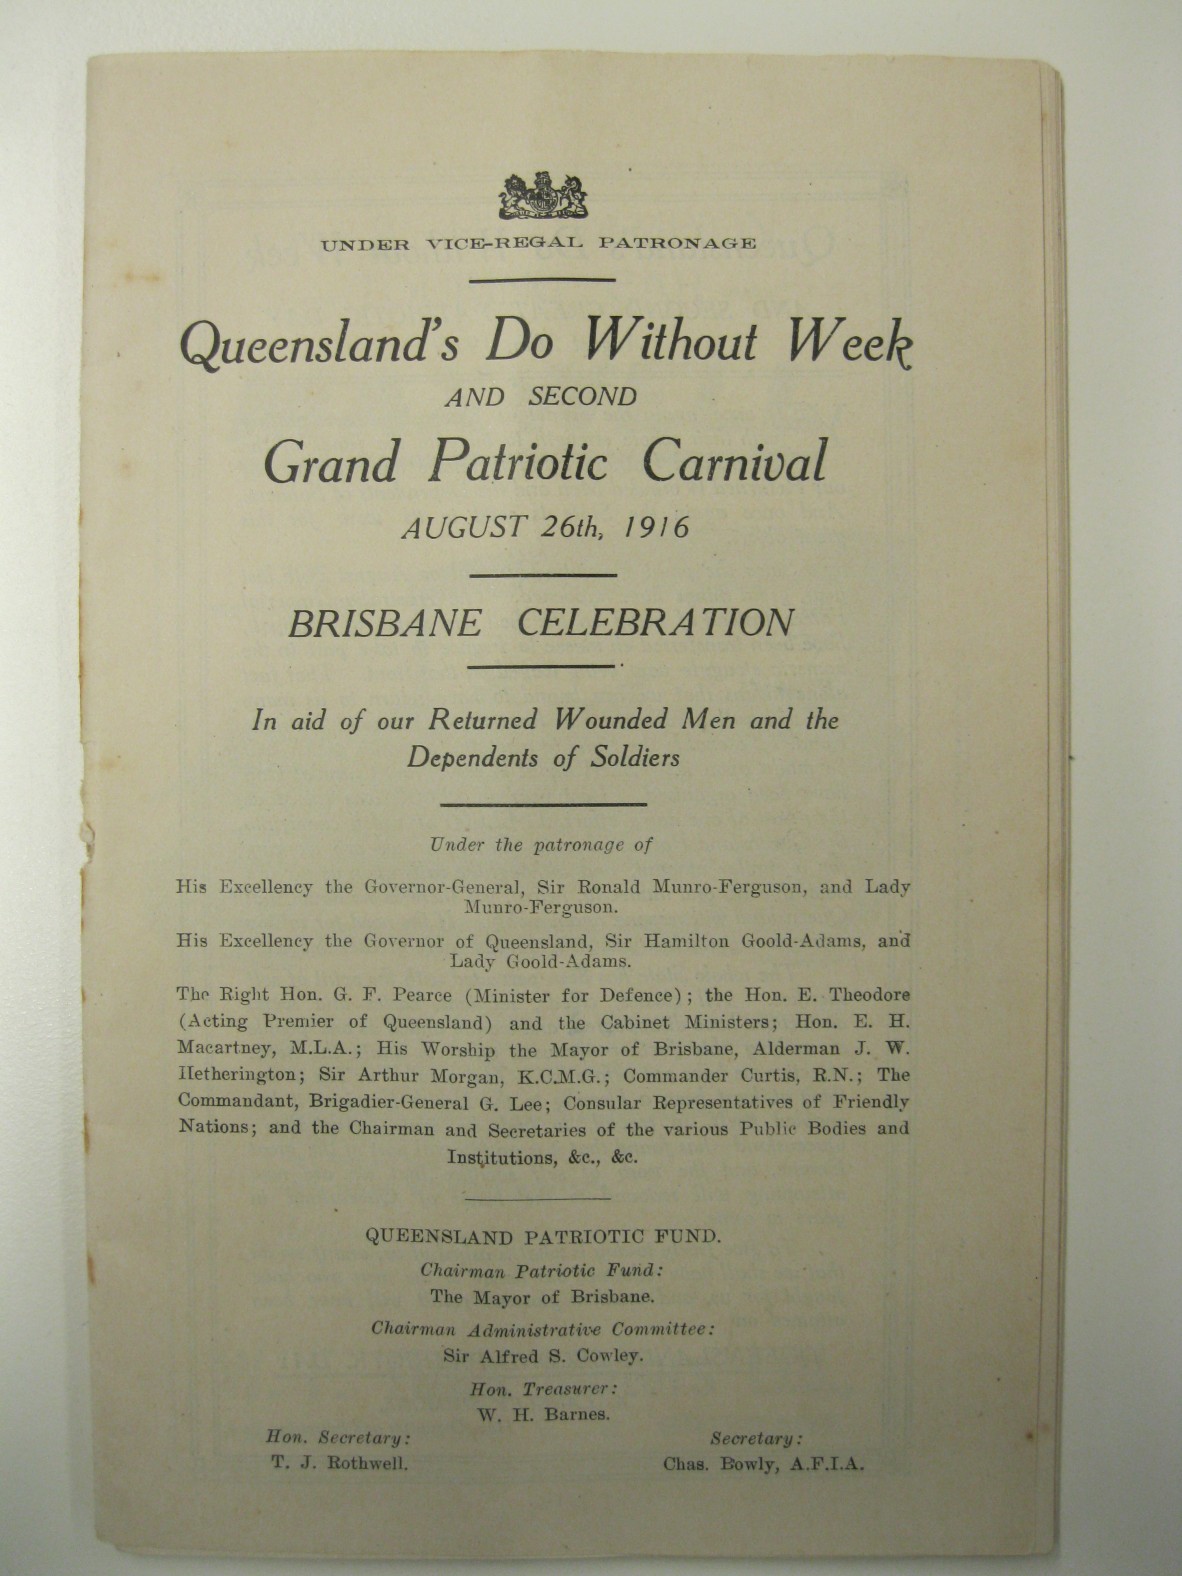 UNDER VICE-REGAL PATRONAGE
Queensland's Do Without Week
AND SECOND
Grand Patriotic Carnival
AUGUST 26th, 1916
BRISBANE CELEBRATION
In aid of our Returned Wounded Men and the
Dependents of Soldiers
Under the patronage of
His Excellency the Governor-General, Sir Ronald Munro-Ferguson, and Lady
Munro-Ferguson.
His Excellency the Governor of Queensland, Sir Hamilton Goold-Adams, and
Lady Goold-Adams.
The Right Hon. G. F. Pearce (Minister for Defence); the Hon. E. Theodore
(Acting Premier of Queensland) and the Cabinet Ministers; Hon. E. H.
Macartney, M.L.A.; His Worship the Mayor of Brisbane, Alderman J. W.
Hetherington; Sir Arthur Morgan, K.C.M.G.; Commander Curtis, R.N.; The
Commandant, Brigadier-General G. Lee; Consular Representatives of Friendly
Nations; and the Chairman and Secretaries of the various Public Bodies and
Institutions, &c., &c.
QUEENSLAND PATRIOTIC FUND.
Chairman Patriotic Fund:
The Mayor of Brisbane.
Chairman Administrative Committee:
Sir Alfred S. Cowley.
Hon. Treasurer:
W. H. Barnes.
Hon. Secretary:
T. J. Rothwell.
Secretary:
Chas. Bowly, A.F.I.A.